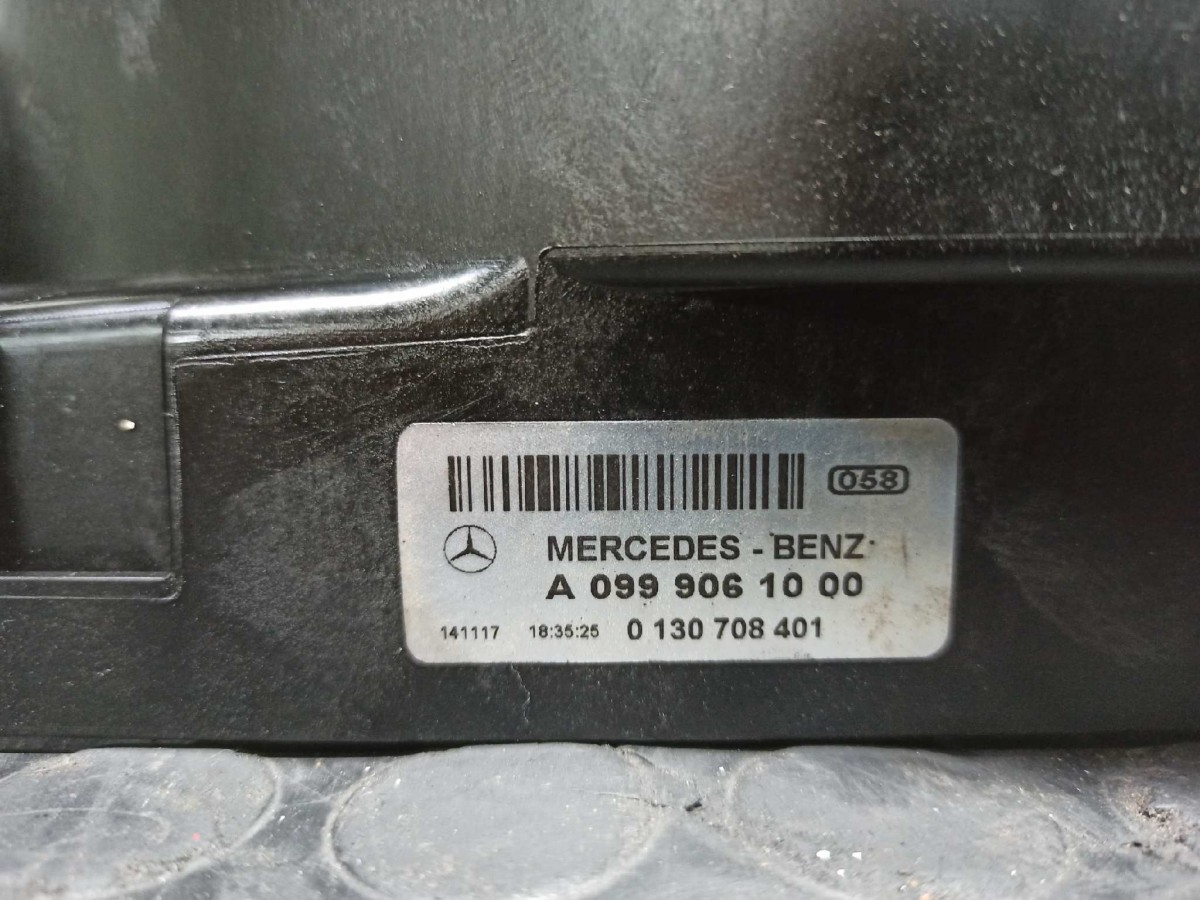 058
MERCEDES - BENZ
A 099 906 10 00
141117 18:35:25 0 130 708 401